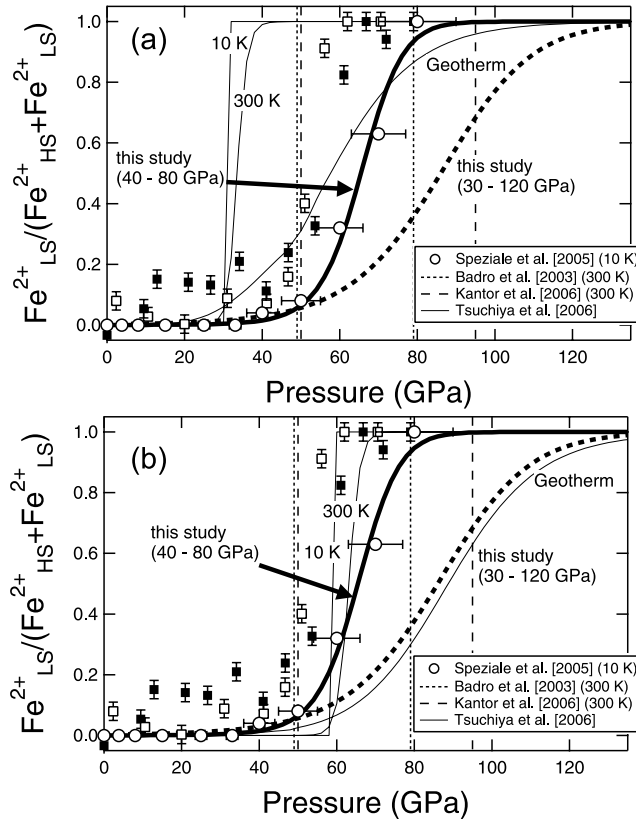 (a)
10 K
300 K
Geotherm
this study
(40 - 80 GPa)
this study
(30 - 120 GPa)
Speziale et al. [2005] (10 K)
Badro et al. [2003] (300 K)
Kantor et al. [2006] (300 K)
Tsuchiya et al. [2006]
Fe²⁺LS/(Fe²⁺HS+Fe²⁺LS)
1.0
0.8
0.6
0.4
0.2
0.0
0 20 40 60 80 100 120
Pressure (GPa)
(b)
300 K
10 K
Geotherm
this study
(40 - 80 GPa)
this study
(30 - 120 GPa)
Speziale et al. [2005] (10 K)
Badro et al. [2003] (300 K)
Kantor et al. [2006] (300 K)
Tsuchiya et al. [2006]
Fe²⁺LS/(Fe²⁺HS+Fe²⁺LS)
1.0
0.8
0.6
0.4
0.2
0.0
0 20 40 60 80 100 120
Pressure (GPa)